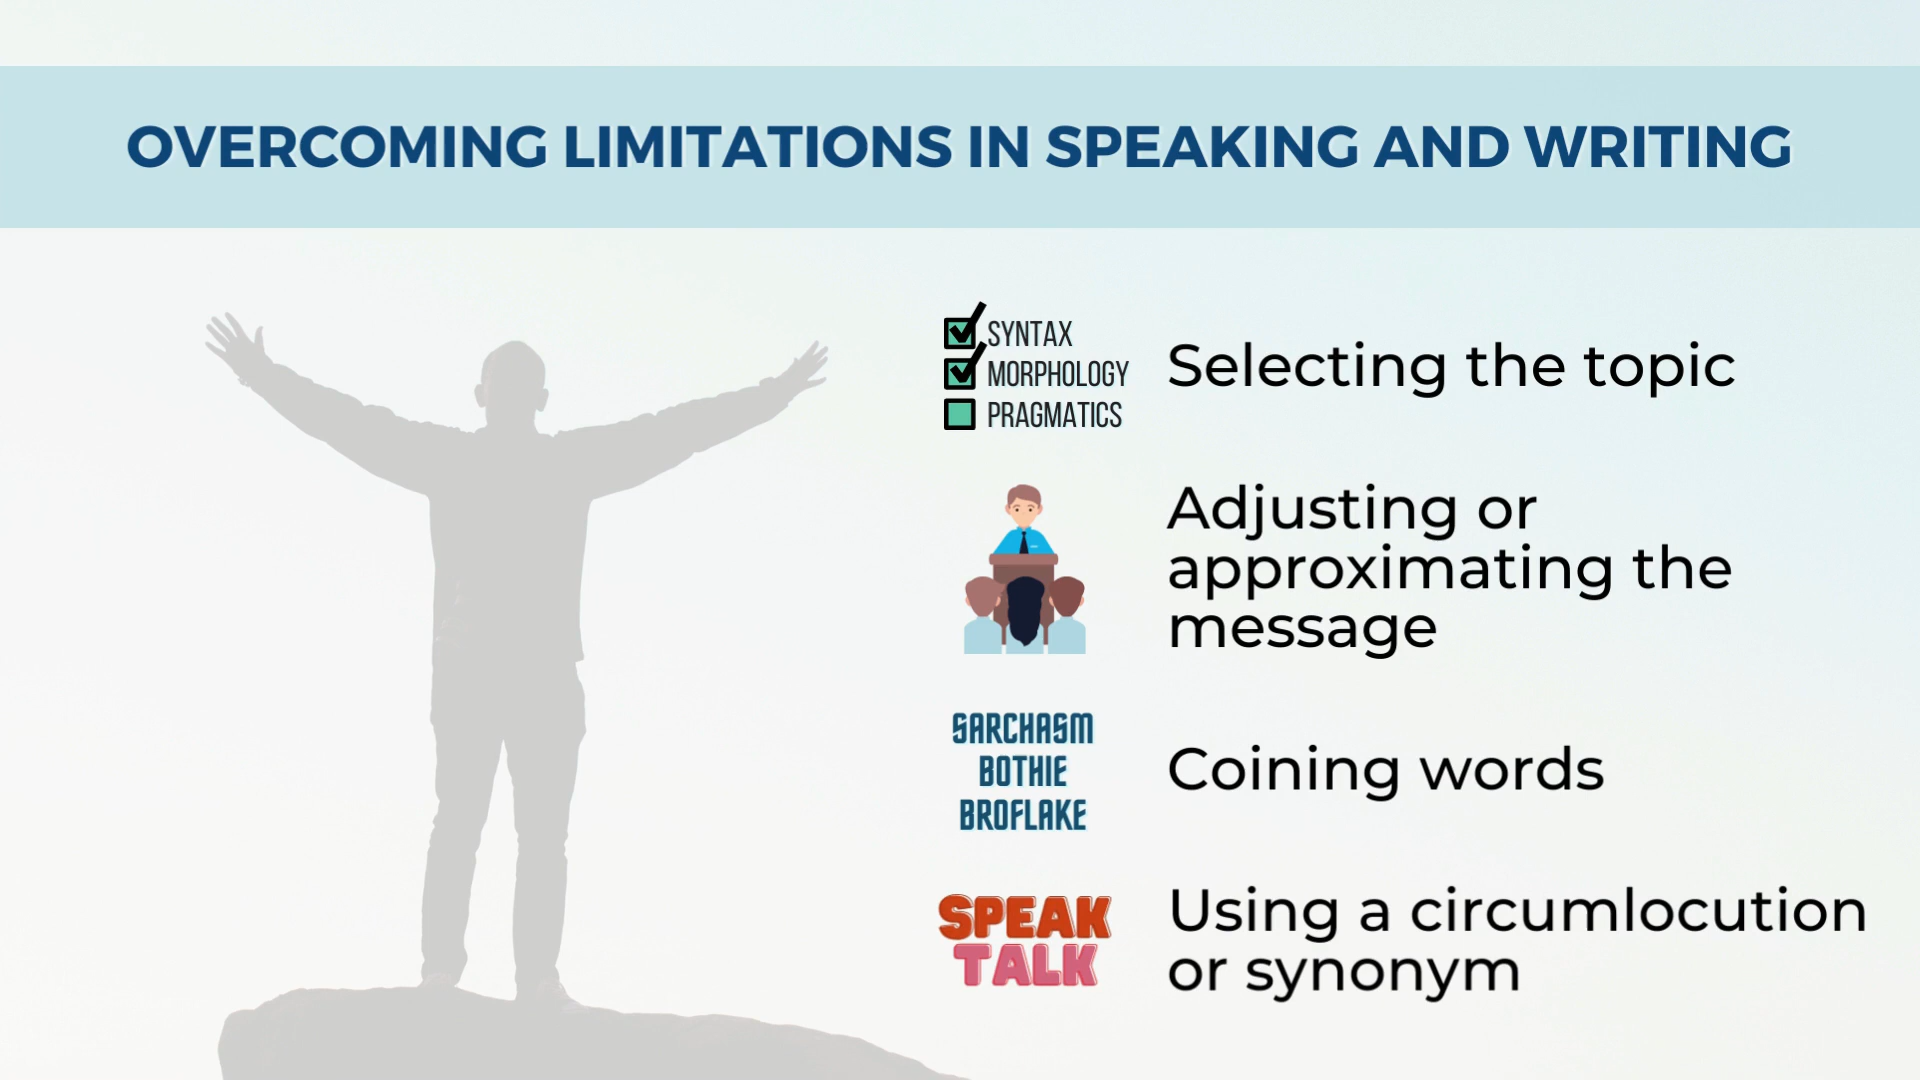 OVERCOMING LIMITATIONS IN SPEAKING AND WRITING
SYNTAX
MORPHOLOGY
PRAGMATICS
Selecting the topic
Adjusting or
approximating the
message
SARCHASM
BOTHIE
BROFLAKE
Coining words
SPEAK
TALK
Using a circumlocution
or synonym